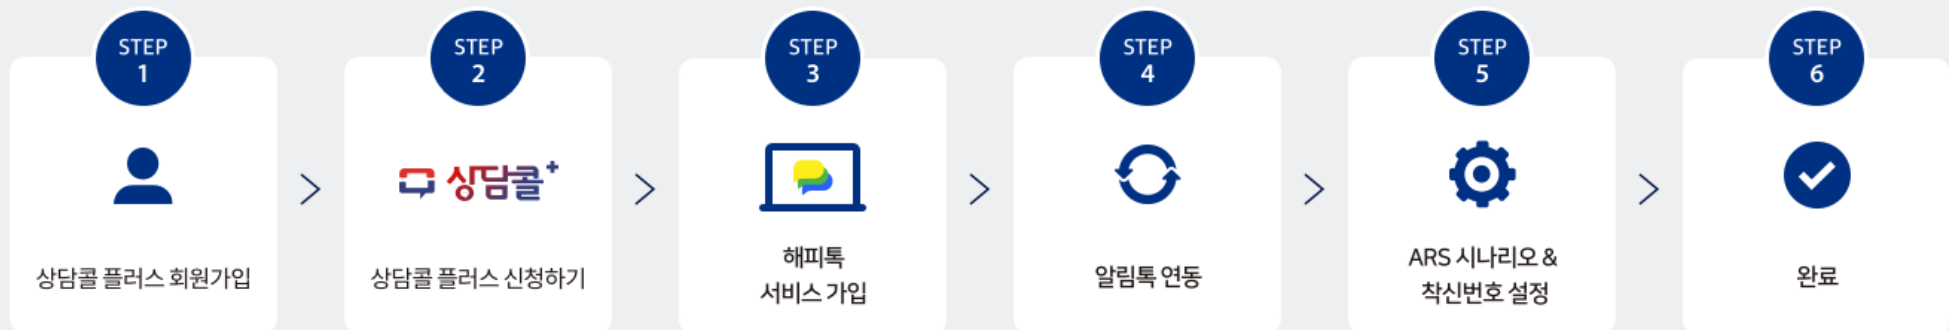 STEP
1
상담콜 플러스 회원가입
STEP
2
상담콜+
상담콜 플러스 신청하기
STEP
3
해피톡
서비스 가입
STEP
4
알림톡 연동
STEP
5
ARS 시나리오 &
착신번호 설정
STEP
6
완료